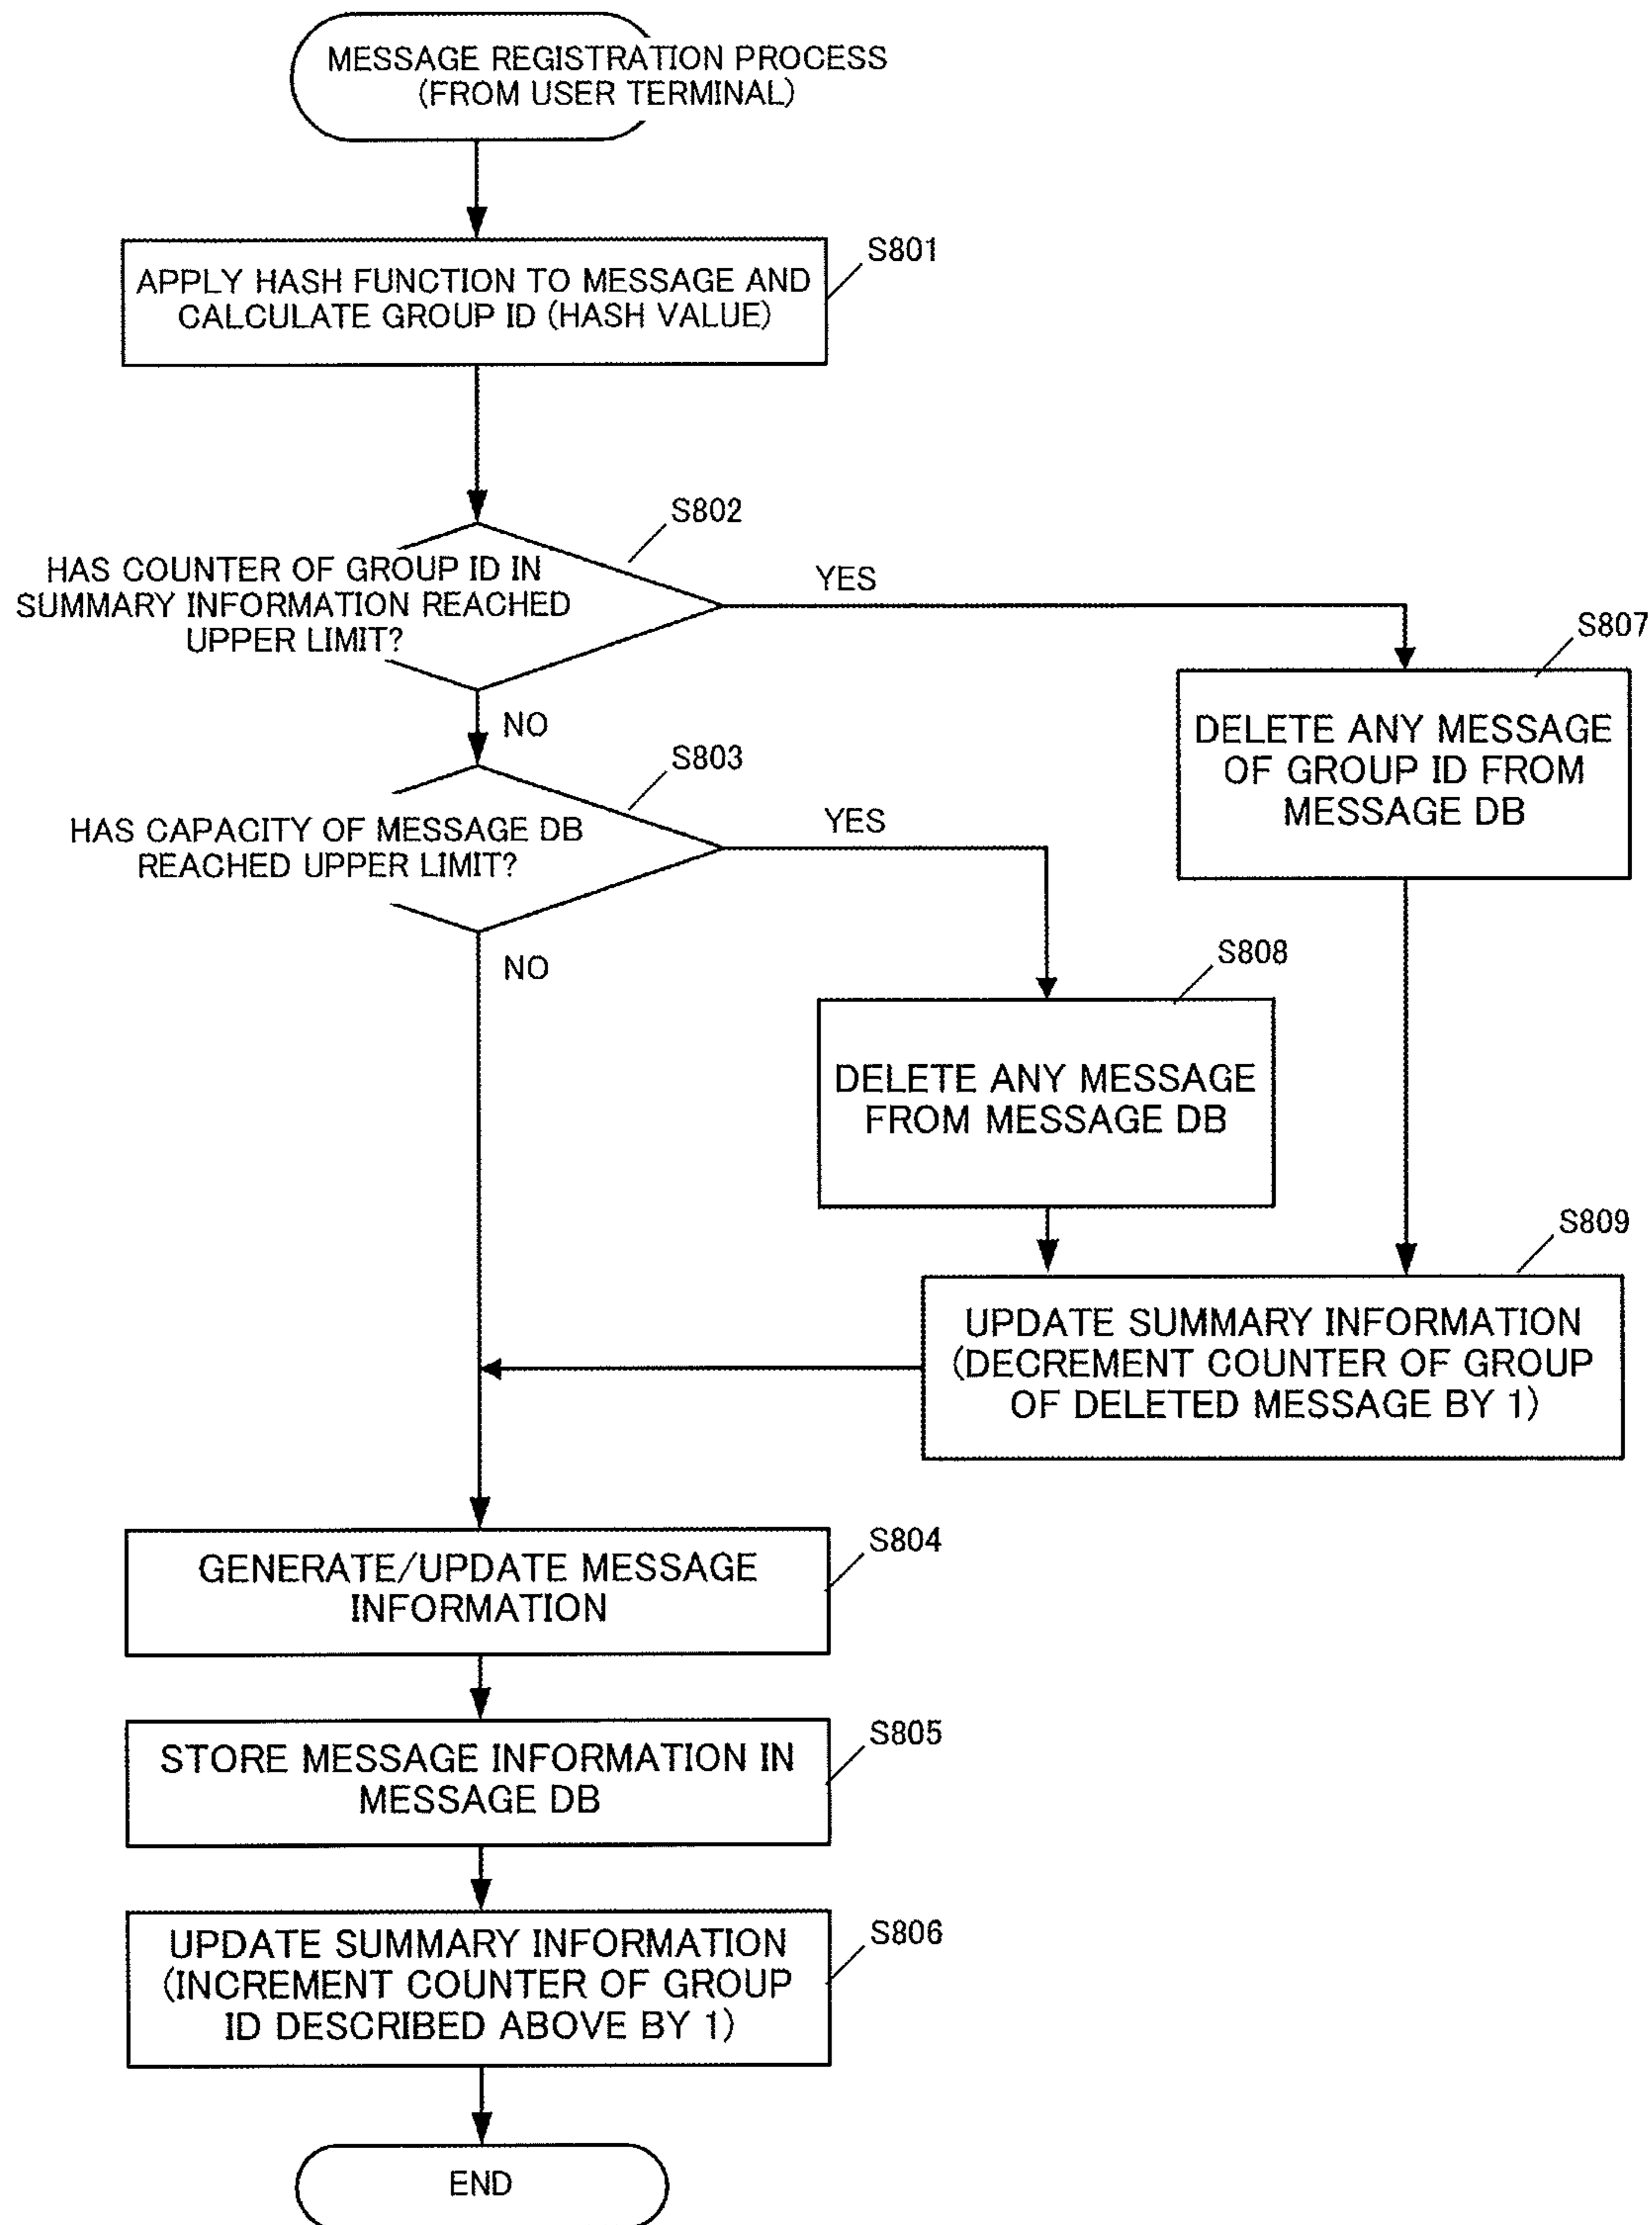 MESSAGE REGISTRATION PROCESS
(FROM USER TERMINAL)
S801
APPLY HASH FUNCTION TO MESSAGE AND
CALCULATE GROUP ID (HASH VALUE)
S802
HAS COUNTER OF GROUP ID IN
SUMMARY INFORMATION REACHED
UPPER LIMIT?
YES
NO
S807
DELETE ANY MESSAGE
OF GROUP ID FROM
MESSAGE DB
S803
HAS CAPACITY OF MESSAGE DB
REACHED UPPER LIMIT?
YES
NO
S808
DELETE ANY MESSAGE
FROM MESSAGE DB
S809
UPDATE SUMMARY INFORMATION
(DECREMENT COUNTER OF GROUP
OF DELETED MESSAGE BY 1)
S804
GENERATE/UPDATE MESSAGE
INFORMATION
S805
STORE MESSAGE INFORMATION IN
MESSAGE DB
S806
UPDATE SUMMARY INFORMATION
(INCREMENT COUNTER OF GROUP
ID DESCRIBED ABOVE BY 1)
END